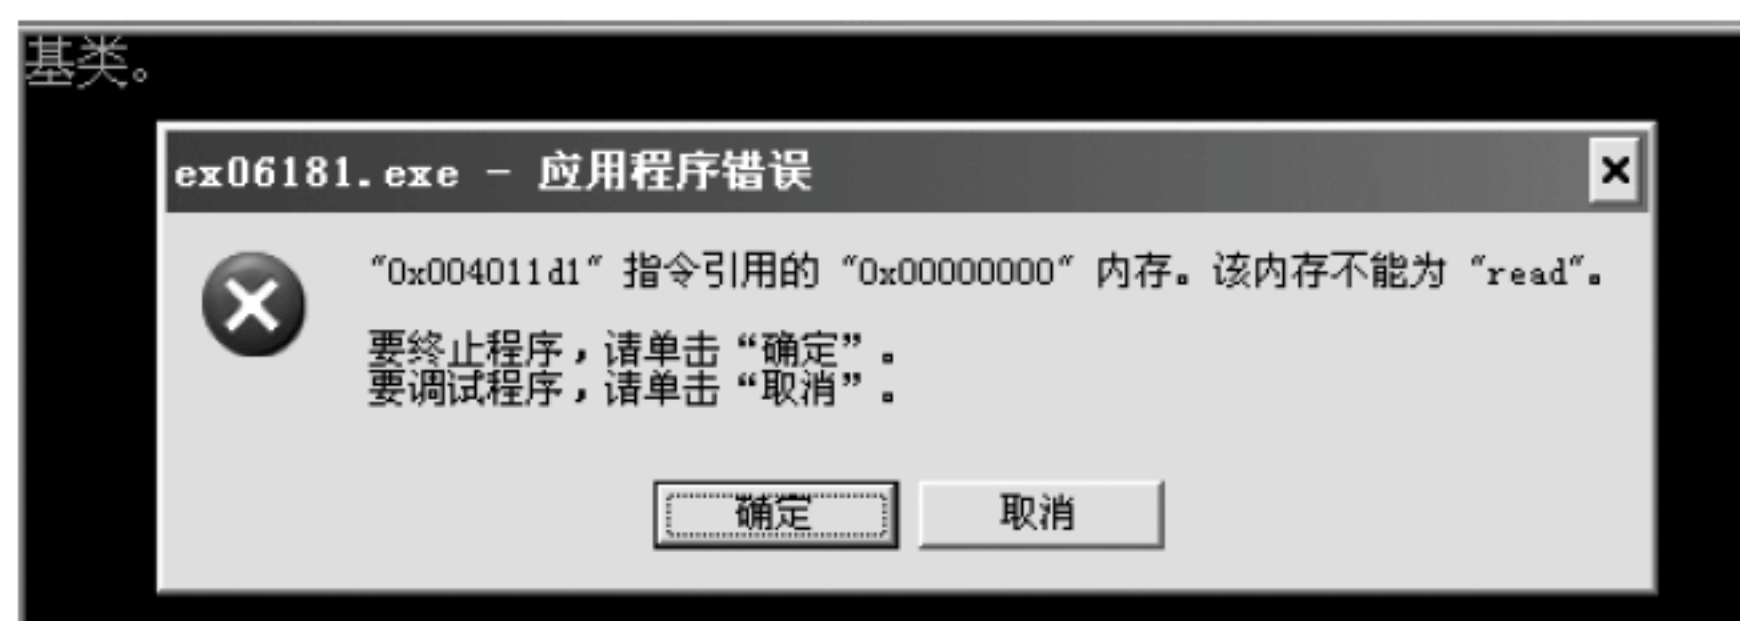 基类。
ex06181.exe - 应用程序错误
"0x004011d1" 指令引用的 "0x00000000" 内存。该内存不能为 "read"。
要终止程序，请单击“确定”。
要调试程序，请单击“取消”。
确定 取消